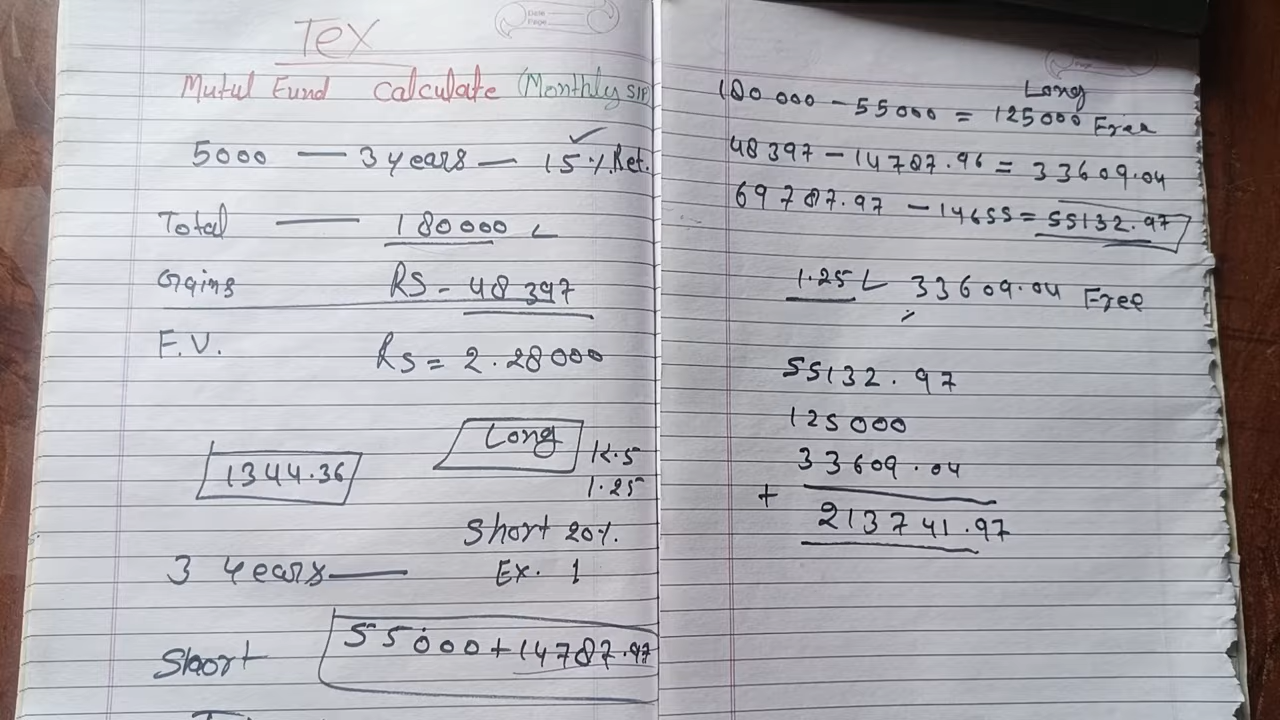 TeX
Mutul Fund calculate (Monthly SIP)
5000 — 3 years — 15 %. Ret.
Total — 180000 L
Gains RS - 48397
F.V. Rs = 2.28000
Long
1344.36
12.5
1.25
Short 20%.
3 years — Ex. 1
Short 55000+14787.97
Long
180000 - 55000 = 125000 Free
48397 - 14787.96 = 33609.04
69787.97 - 14655 = 55132.97
1.25 L 33609.04 Free
55132.97
125000
33609.04
+
213741.97